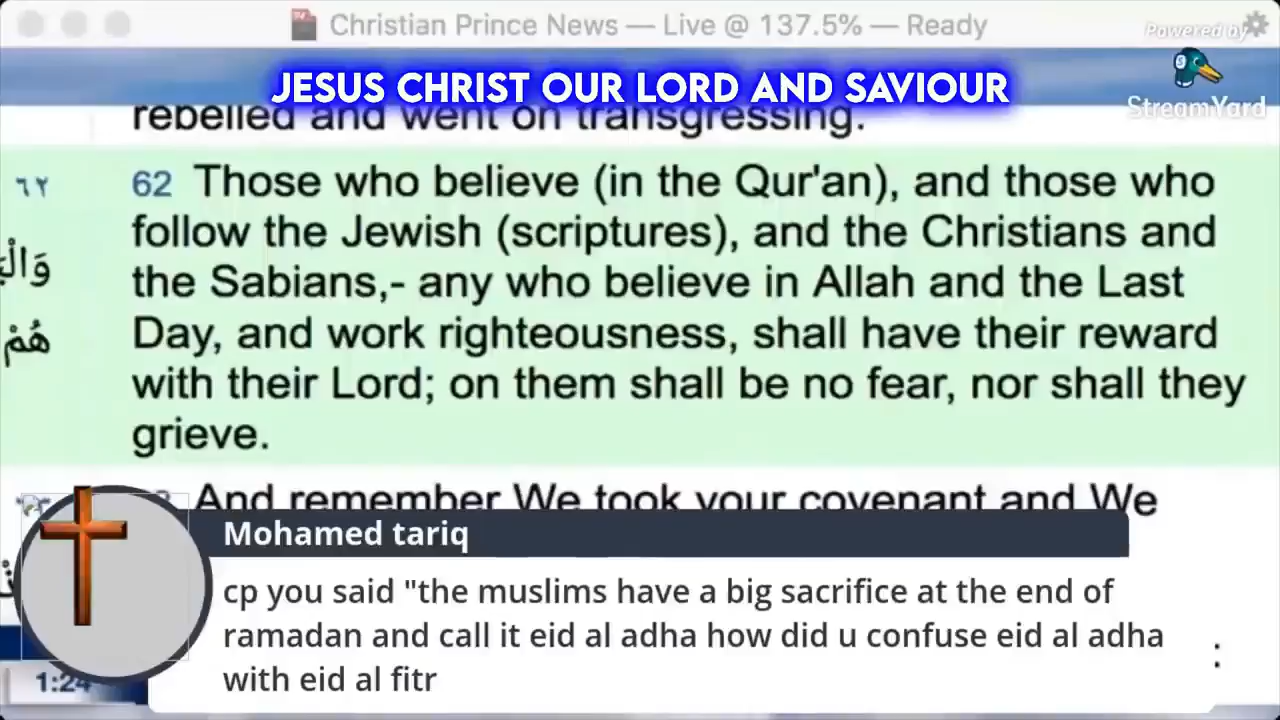 Christian Prince News — Live @ 137.5% — Ready
Powered by
StreamYard
JESUS CHRIST OUR LORD AND SAVIOUR
rebelled and went on transgressing.
٦٢
62 Those who believe (in the Qur'an), and those who
follow the Jewish (scriptures), and the Christians and
the Sabians,- any who believe in Allah and the Last
Day, and work righteousness, shall have their reward
with their Lord; on them shall be no fear, nor shall they
grieve.
هُمْ
And remember We took your covenant and We
Mohamed tariq
cp you said "the muslims have a big sacrifice at the end of
ramadan and call it eid al adha how did u confuse eid al adha
with eid al fitr
1:24